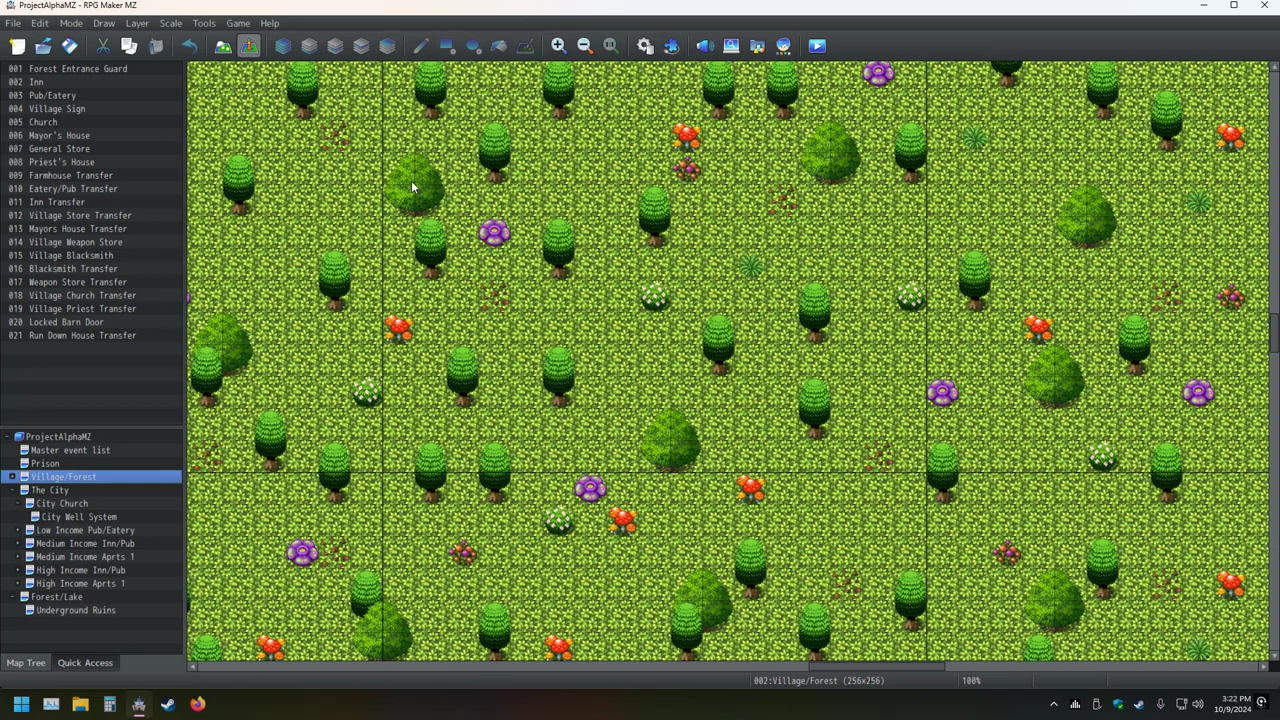 ProjectAlphaMZ - RPG Maker MZ
File Edit Mode Draw Layer Scale Tools Game Help
001 Forest Entrance Guard
002 Inn
003 Pub/Eatery
004 Village Sign
005 Church
006 Mayor's House
007 General Store
008 Priest's House
009 Farmhouse Transfer
010 Eatery/Pub Transfer
011 Inn Transfer
012 Village Store Transfer
013 Mayors House Transfer
014 Village Weapon Store
015 Village Blacksmith
016 Blacksmith Transfer
017 Weapon Store Transfer
018 Village Church Transfer
019 Village Priest Transfer
020 Locked Barn Door
021 Run Down House Transfer
ProjectAlphaMZ
Master event list
Prison
Village/Forest
The City
City Church
City Well System
Low Income Pub/Eatery
Medium Income Inn/Pub
Medium Income Aprts 1
High Income Inn/Pub
High Income Aprts 1
Forest/Lake
Underground Ruins
Map Tree Quick Access
002:Village/Forest (256×256) 100%
3:22 PM
10/9/2024